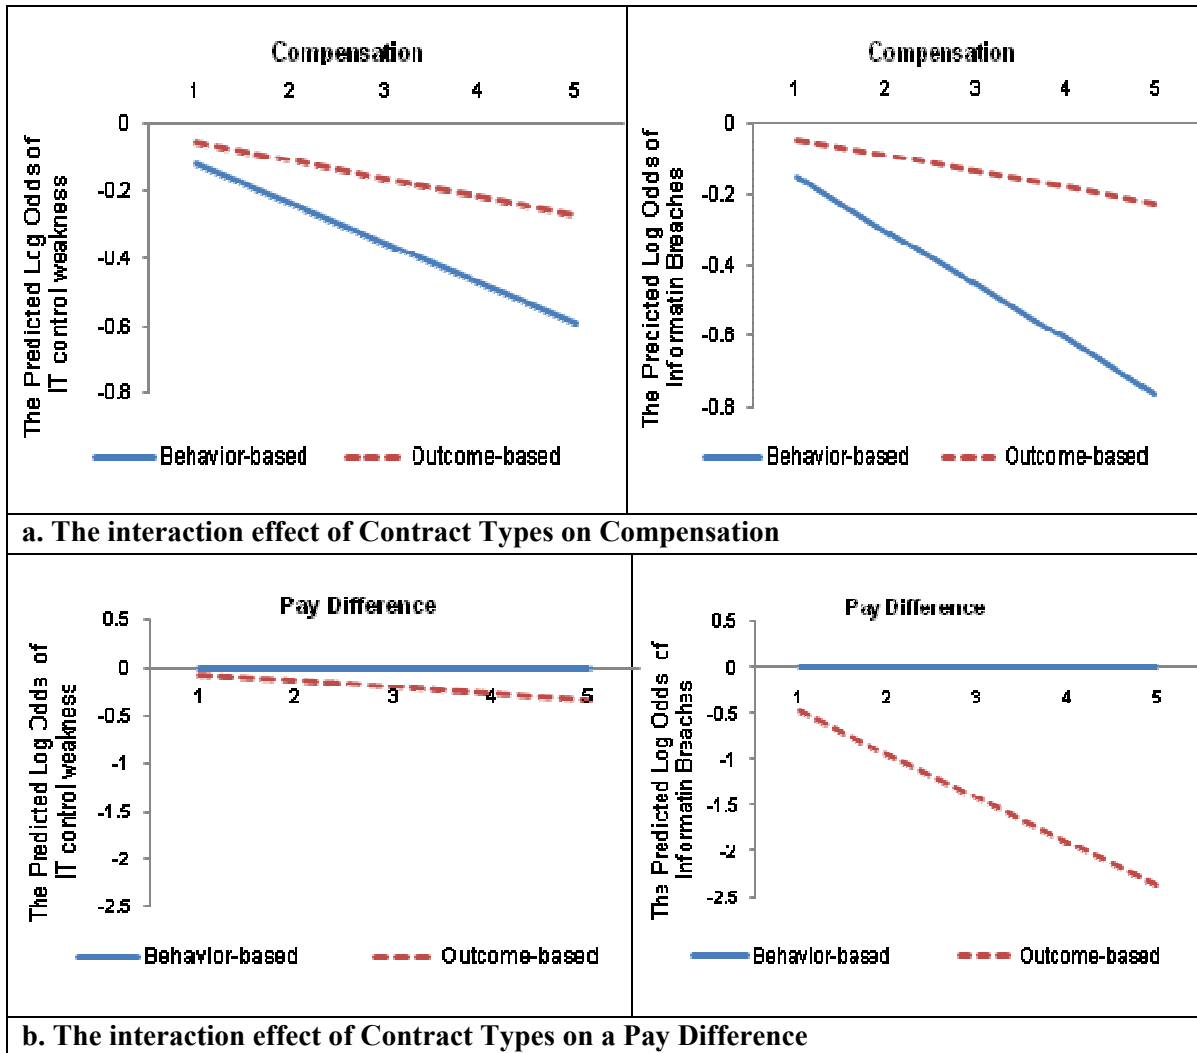 Compensation
1 2 3 4 5
0
-0.2
-0.4
-0.6
-0.8
The Predicted Log Odds of
IT control weakness
Behavior-based Outcome-based
Compensation
1 2 3 4 5
0
-0.2
-0.4
-0.6
-0.8
The Predicted Log Odds of
Informatin Breaches
Behavior-based Outcome-based
a. The interaction effect of Contract Types on Compensation
Pay Difference
0.5
0
-0.5
-1
-1.5
-2
-2.5
1 2 3 4 5
The Predicted Log Odds of
IT control weakness
Behavior-based Outcome-based
Pay Difference
0.5
0
-0.5
-1
-1.5
-2
-2.5
1 2 3 4 5
The Predicted Log Odds of
Informatin Breaches
Behavior-based Outcome-based
b. The interaction effect of Contract Types on a Pay Difference